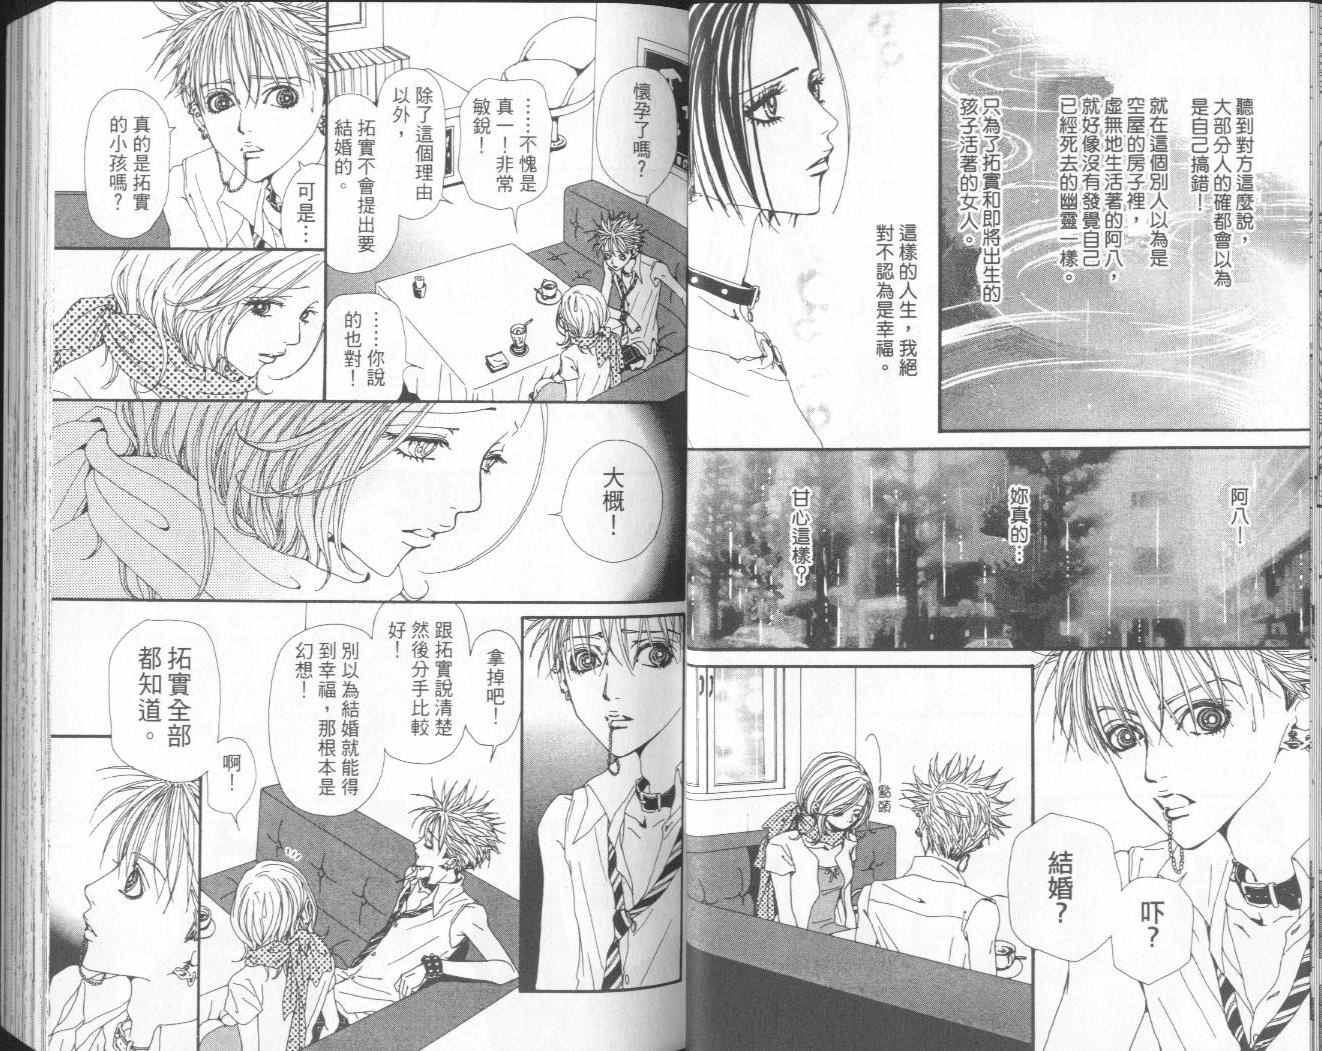 聽到對方這麼說，
大部分人的確都會以為
是自己搞錯！
就在這個別人以為是
空屋的房子裡，
虛無地生活著的阿八，
就好像沒有發覺自己
已經死去的幽靈一樣。
只為了拓實和即將出生的
孩子活著的女人。
這樣的人生，我絕
對不認為是幸福。
阿八！
妳真的…
甘心這樣？
吓？
結婚？
點頭
懷孕了嗎？
……不愧是
真一！非常
敏銳！
除了這個理由
以外，
拓實不會提出要
結婚的。
……你說
的也對！
可是…
真的是拓實
的小孩嗎？
大概！
拿掉吧！
跟拓實說清楚
然後分手比較
好！
別以為結婚就能得
到幸福，那根本是
幻想！
啊！
拓實全部
都知道。